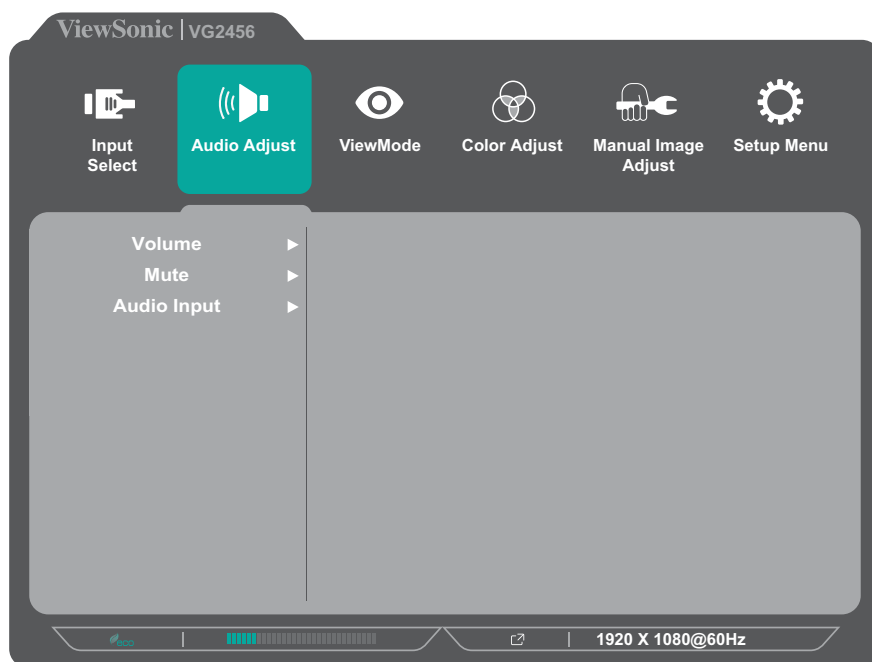 ViewSonic | VG2456
Input
Select
Audio Adjust
ViewMode
Color Adjust
Manual Image
Adjust
Setup Menu
Volume
Mute
Audio Input
eco
1920 X 1080@60Hz